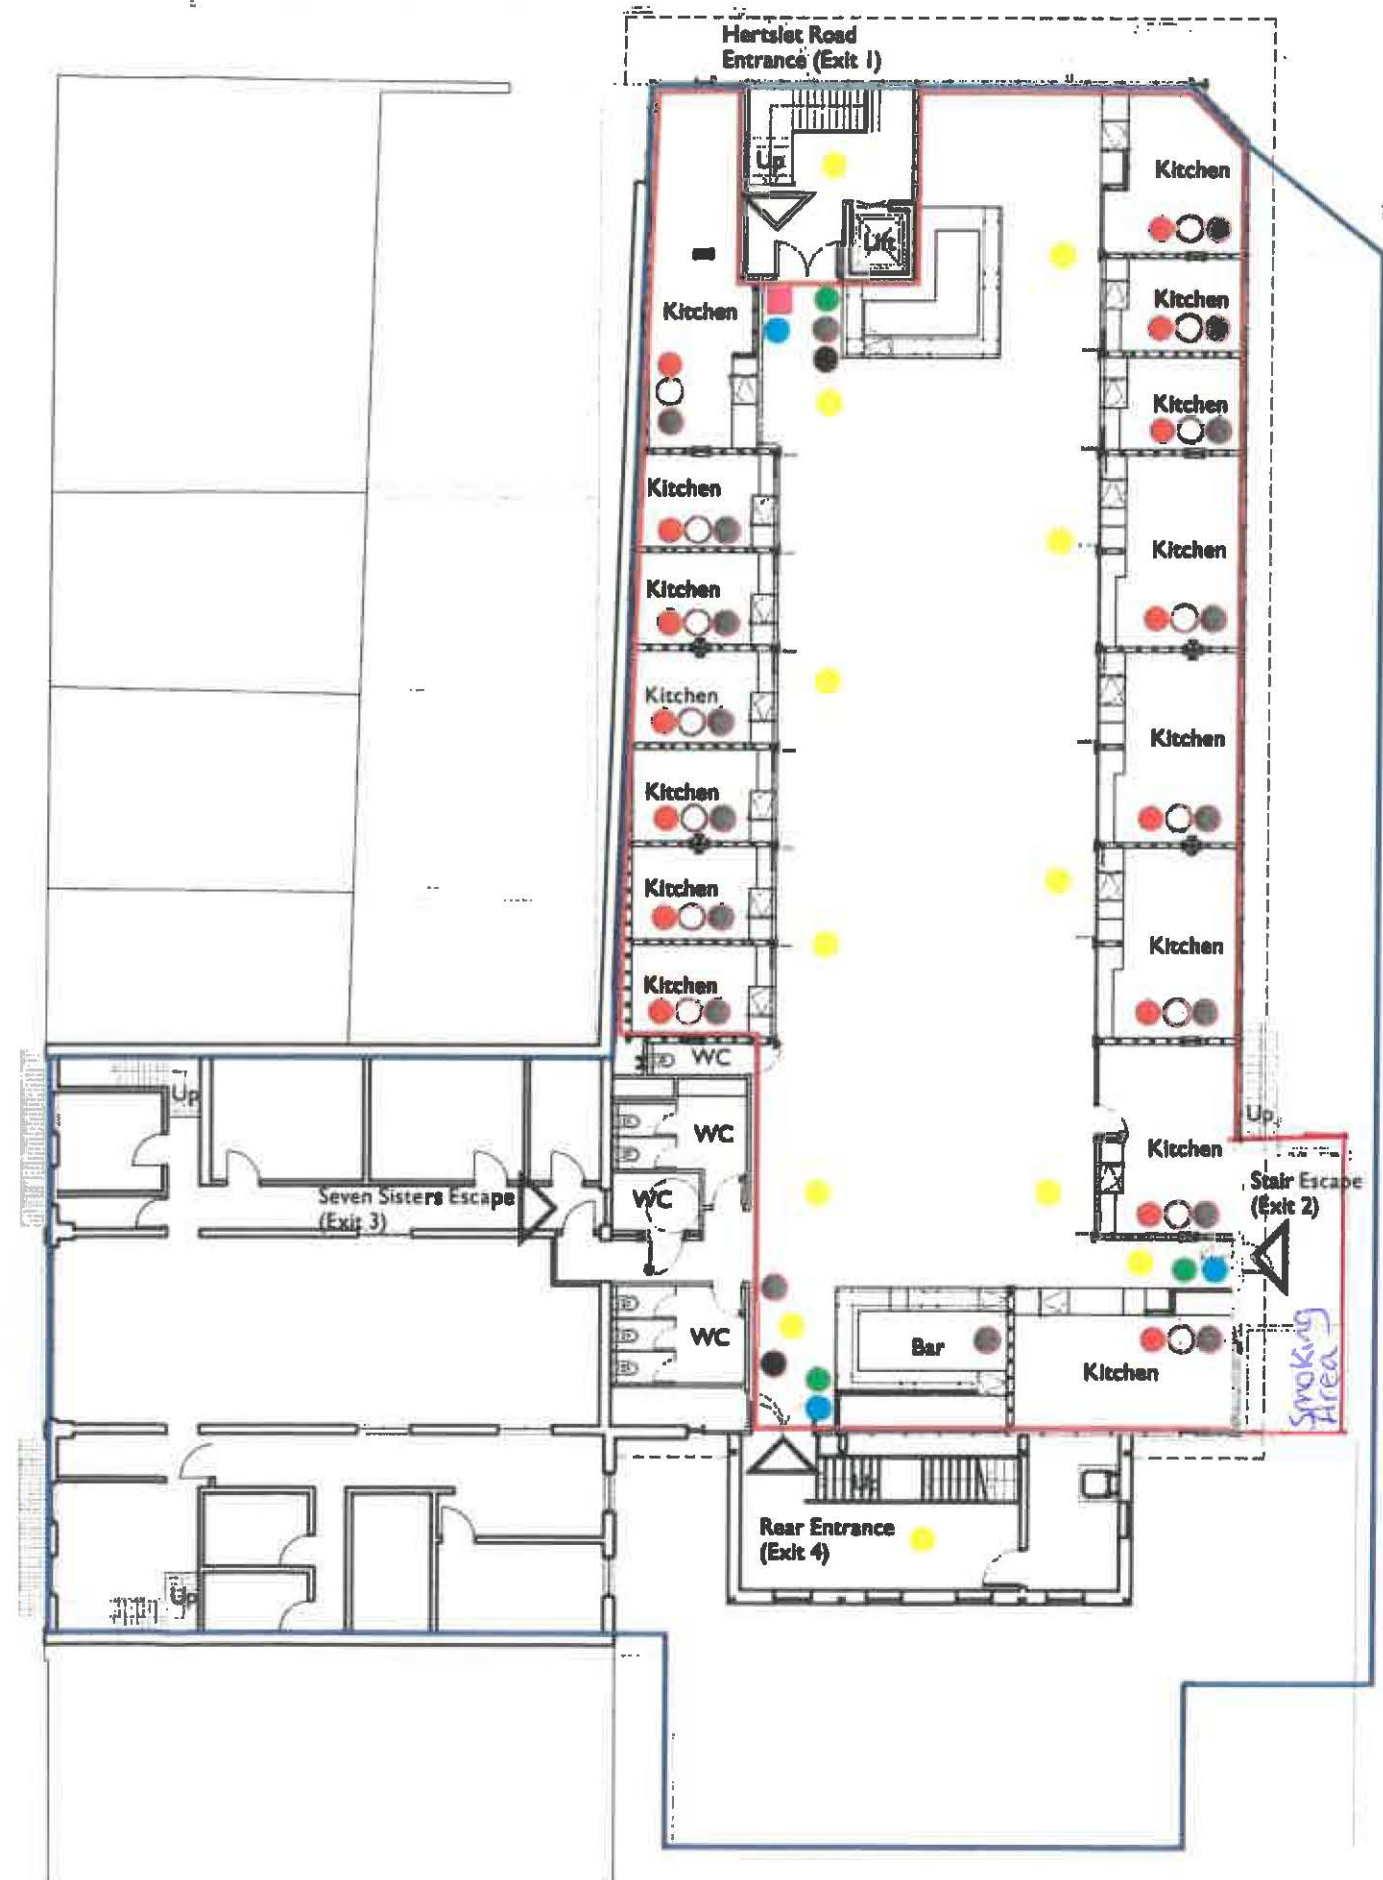 Hertslet Road
Entrance (Exit 1)
Up
Lift
Kitchen
Kitchen
Kitchen
Kitchen
Kitchen
Kitchen
Kitchen
Kitchen
Kitchen
Kitchen
Kitchen
Kitchen
Kitchen
Kitchen
WC
Up
Up
WC
Kitchen
Seven Sisters Escape
(Exit 3)
WC
Stair Escape
(Exit 2)
WC
Bar
Kitchen
Smoking
Area
Rear Entrance
(Exit 4)
Up